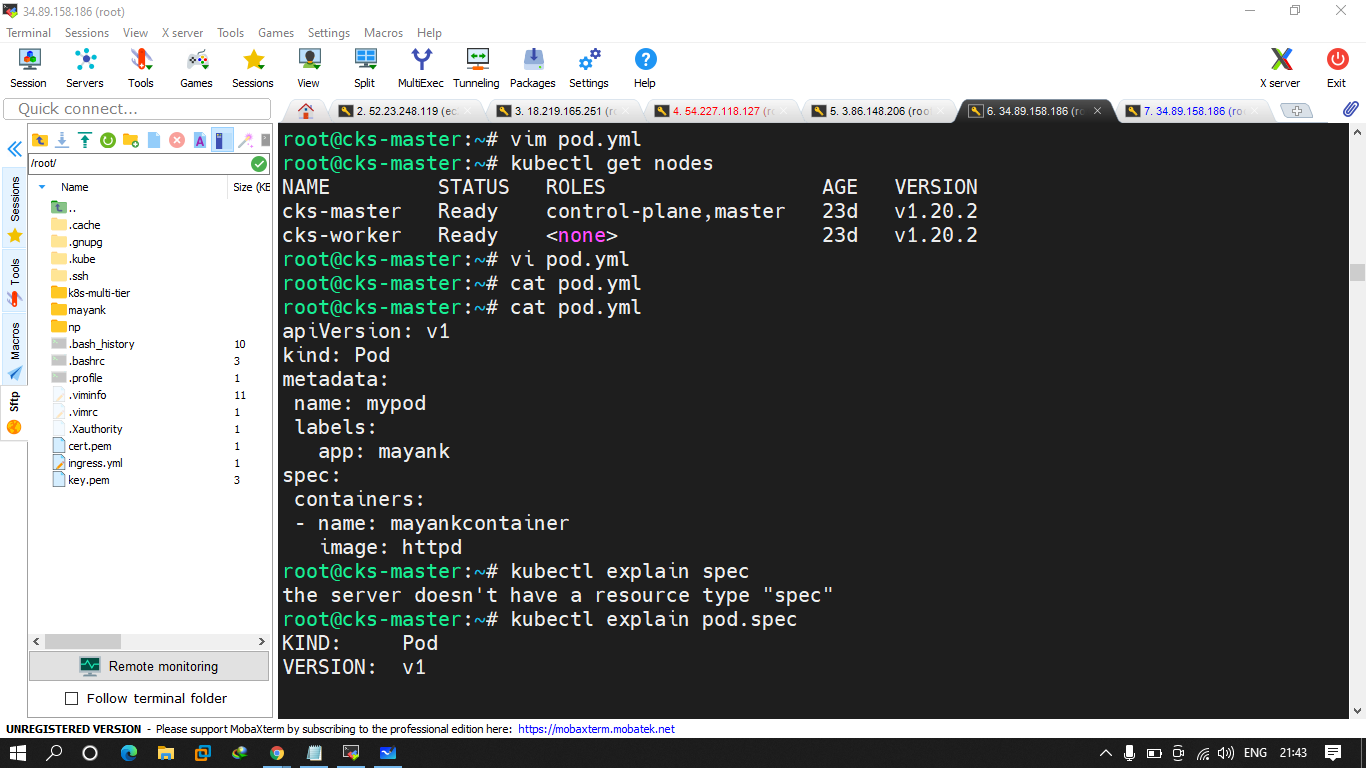 34.89.158.186 (root)
Terminal Sessions View X server Tools Games Settings Macros Help
Session Servers Tools Games Sessions View Split MultiExec Tunneling Packages Settings Help X server Exit
Quick connect...
2. 52.23.248.119 (ec 3. 18.219.165.251 (ro 4. 54.227.118.127 (ro 5. 3.86.148.206 (root 6. 34.89.158.186 (ro 7. 34.89.158.186 (ro
/root/
Name Size (KB
..
.cache
.gnupg
.kube
.ssh
k8s-multi-tier
mayank
np
.bash_history 10
.bashrc 3
.profile 1
.viminfo 11
.vimrc 1
.Xauthority 1
cert.pem 1
ingress.yml 1
key.pem 3
Sessions
Tools
Macros
Sftp
Remote monitoring
Follow terminal folder
root@cks-master:~# vim pod.yml
root@cks-master:~# kubectl get nodes
NAME STATUS ROLES AGE VERSION
cks-master Ready control-plane,master 23d v1.20.2
cks-worker Ready <none> 23d v1.20.2
root@cks-master:~# vi pod.yml
root@cks-master:~# cat pod.yml
root@cks-master:~# cat pod.yml
apiVersion: v1
kind: Pod
metadata:
 name: mypod
 labels:
   app: mayank
spec:
 containers:
 - name: mayankcontainer
   image: httpd
root@cks-master:~# kubectl explain spec
the server doesn't have a resource type "spec"
root@cks-master:~# kubectl explain pod.spec
KIND:     Pod
VERSION:  v1
UNREGISTERED VERSION - Please support MobaXterm by subscribing to the professional edition here: https://mobaxterm.mobatek.net
ENG 21:43